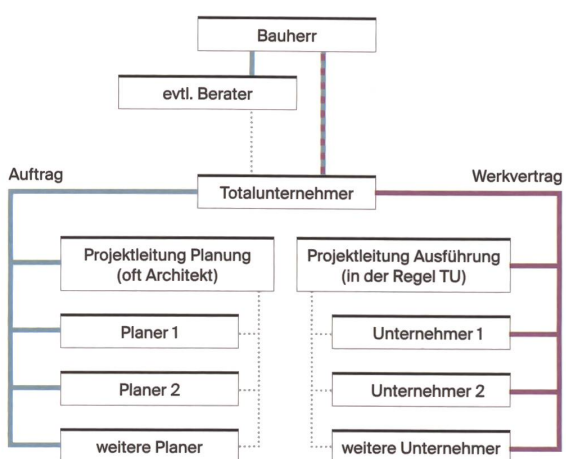 Bauherr
evtl. Berater
Auftrag
Werkvertrag
Totalunternehmer
Projektleitung Planung
(oft Architekt)
Projektleitung Ausführung
(in der Regel TU)
Planer 1
Unternehmer 1
Planer 2
Unternehmer 2
weitere Planer
weitere Unternehmer